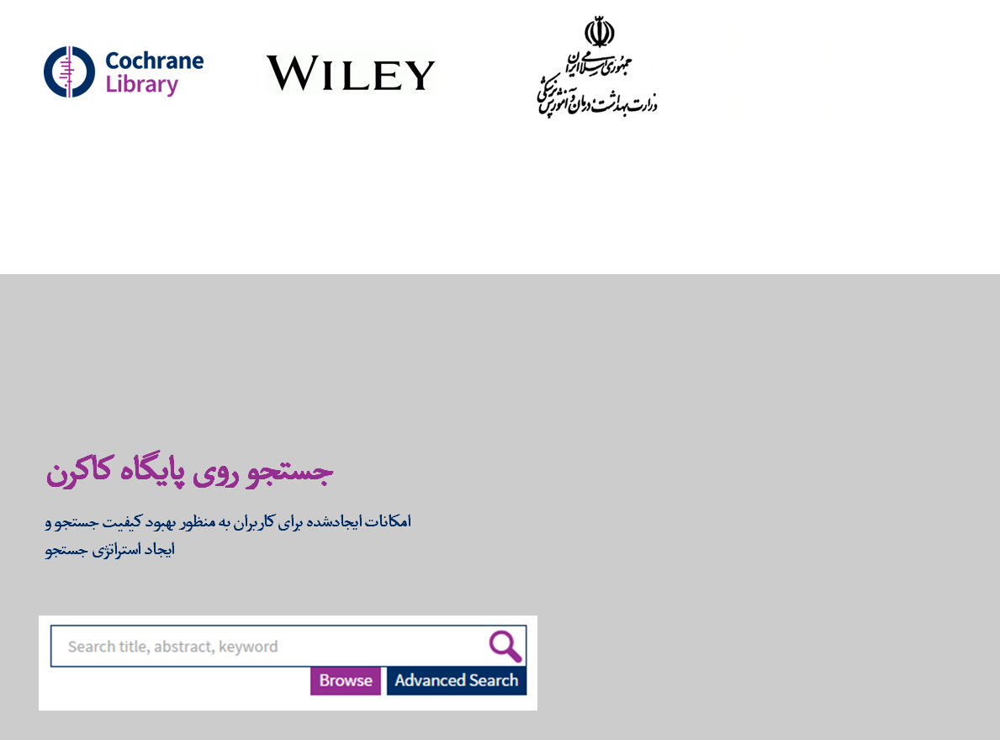 Cochrane
Library
WILEY
جمهوری اسلامی ایران
وزارت بهداشت، درمان و آموزش پزشکی
جستجو روی پایگاه کاکرن
امکانات ایجادشده برای کاربران به منظور بهبود کیفیت جستجو و
ایجاد استراتژی جستجو
Search title, abstract, keyword
Browse Advanced Search